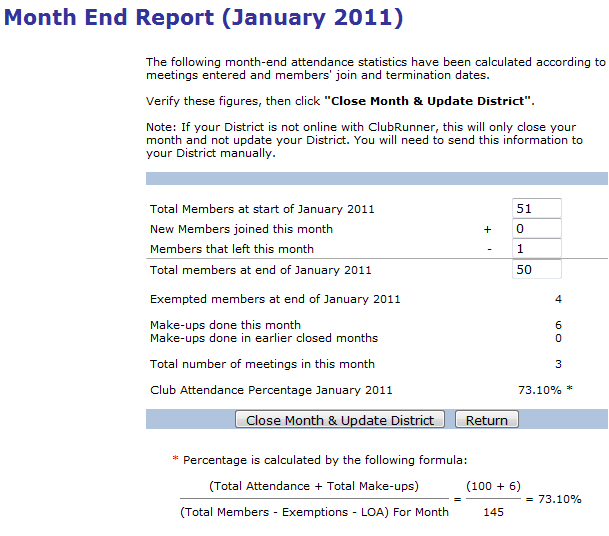 Month End Report (January 2011)
The following month-end attendance statistics have been calculated according to
meetings entered and members' join and termination dates.
Verify these figures, then click "Close Month & Update District".
Note: If your District is not online with ClubRunner, this will only close your
month and not update your District. You will need to send this information to
your District manually.
Total Members at start of January 2011 51
New Members joined this month + 0
Members that left this month - 1
Total members at end of January 2011 50
Exempted members at end of January 2011 4
Make-ups done this month 6
Make-ups done in earlier closed months 0
Total number of meetings in this month 3
Club Attendance Percentage January 2011 73.10% *
Close Month & Update District Return
* Percentage is calculated by the following formula:
(Total Attendance + Total Make-ups) (100 + 6)
= = 73.10%
(Total Members - Exemptions - LOA) For Month 145